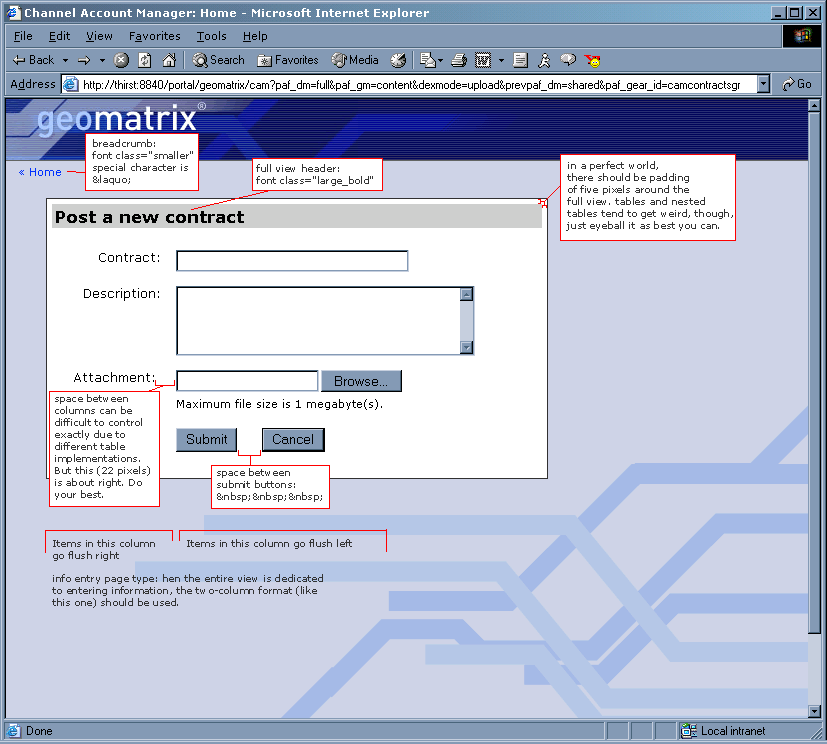 Channel Account Manager: Home - Microsoft Internet Explorer
File Edit View Favorites Tools Help
Back Search Favorites Media
Address http://thirst:8840/portal/geomatrix/cam?paf_dm=full&paf_gm=content&dexmode=upload&prevpaf_dm=shared&paf_gear_id=camcontractsgr Go
geomatrix®
breadcrumb:
font class="smaller"
special character is
&laquo;
« Home
full view header:
font class="large_bold"
in a perfect world,
there should be padding
of five pixels around the
full view. tables and nested
tables tend to get weird, though,
just eyeball it as best you can.
Post a new contract
Contract:
Description:
Attachment:
Browse...
Maximum file size is 1 megabyte(s).
space between
columns can be
difficult to control
exactly due to
different table
implementations.
But this (22 pixels)
is about right. Do
your best.
Submit Cancel
space between
submit buttons:
&nbsp;&nbsp;&nbsp;
Items in this column
go flush right
Items in this column go flush left
info entry page type: hen the entire view is dedicated
to entering information, the two-column format (like
this one) should be used.
Done
Local intranet